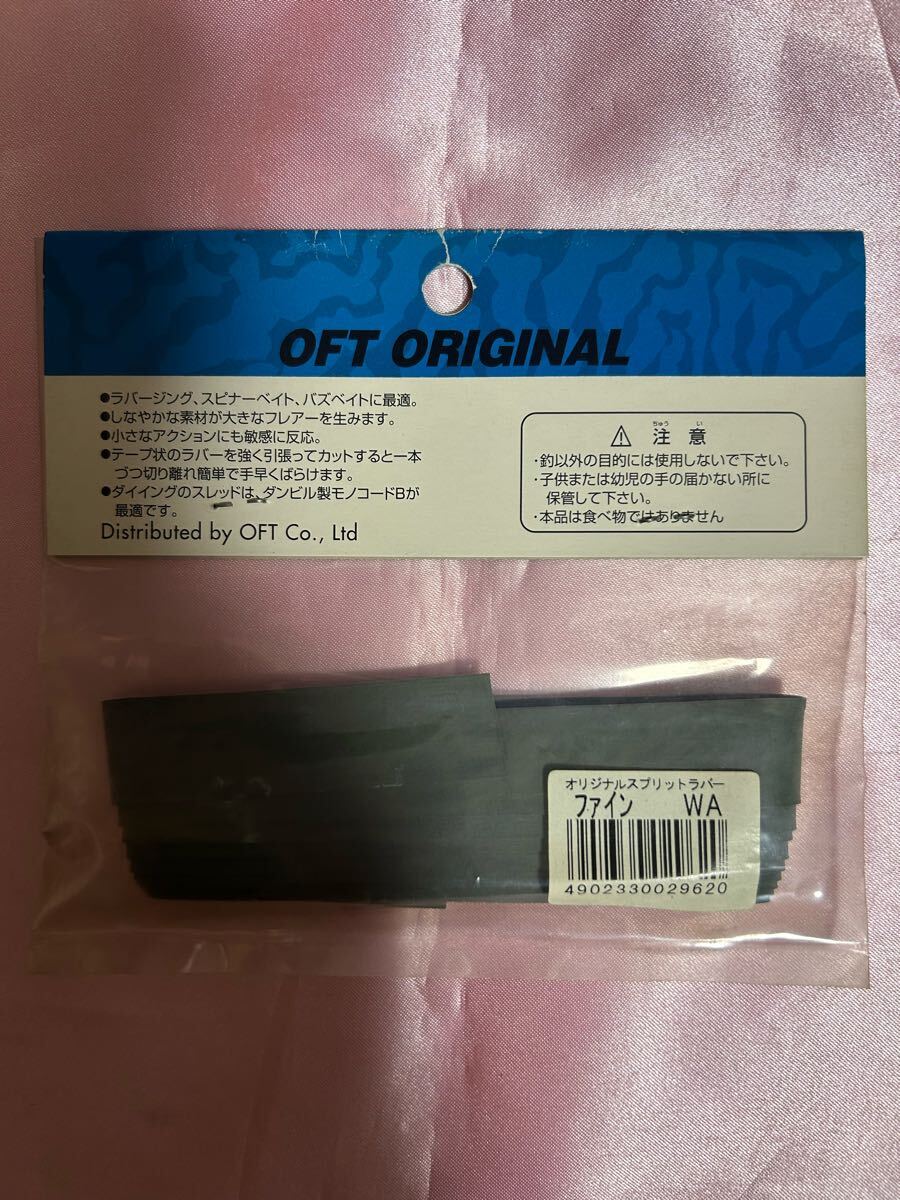 OFT ORIGINAL
●ラバージング、スピナーベイト、バズベイトに最適。
●しなやかな素材が大きなフレアーを生みます。
●小さなアクションにも敏感に反応。
●テープ状のラバーを強く引張ってカットすると一本
づつ切り離れ簡単で手早くばらけます。
●ダイイングのスレッドは、ダンビル製モノコードBが
最適です。
Distributed by OFT Co., Ltd
ちゅう い
⚠ 注 意
・釣以外の目的には使用しないで下さい。
・子供または幼児の手の届かない所に
保管して下さい。
・本品は食べ物ではありません
オリジナルスプリットラバー
ファイン WA
4902330029620